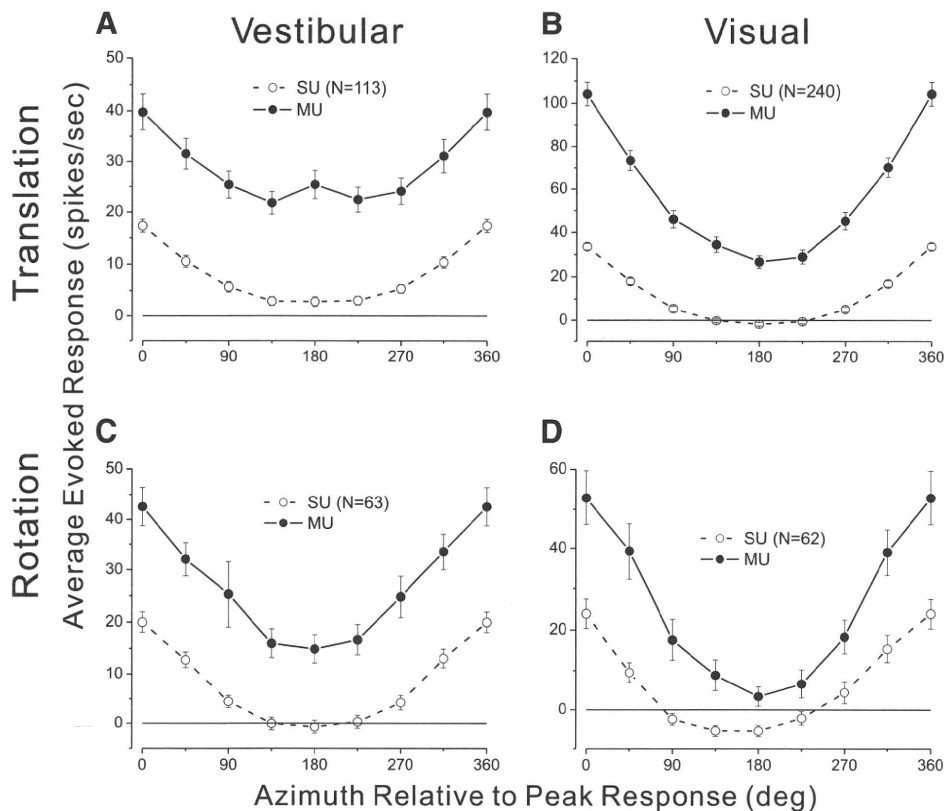 Vestibular
Visual
Translation
Rotation
Average Evoked Response (spikes/sec)
A
50
40
30
20
10
0
SU (N=113)
MU
0 90 180 270 360
B
120
100
80
60
40
20
0
SU (N=240)
MU
0 90 180 270 360
C
50
40
30
20
10
0
SU (N=63)
MU
0 90 180 270 360
D
60
40
20
0
SU (N=62)
MU
0 90 180 270 360
Azimuth Relative to Peak Response (deg)